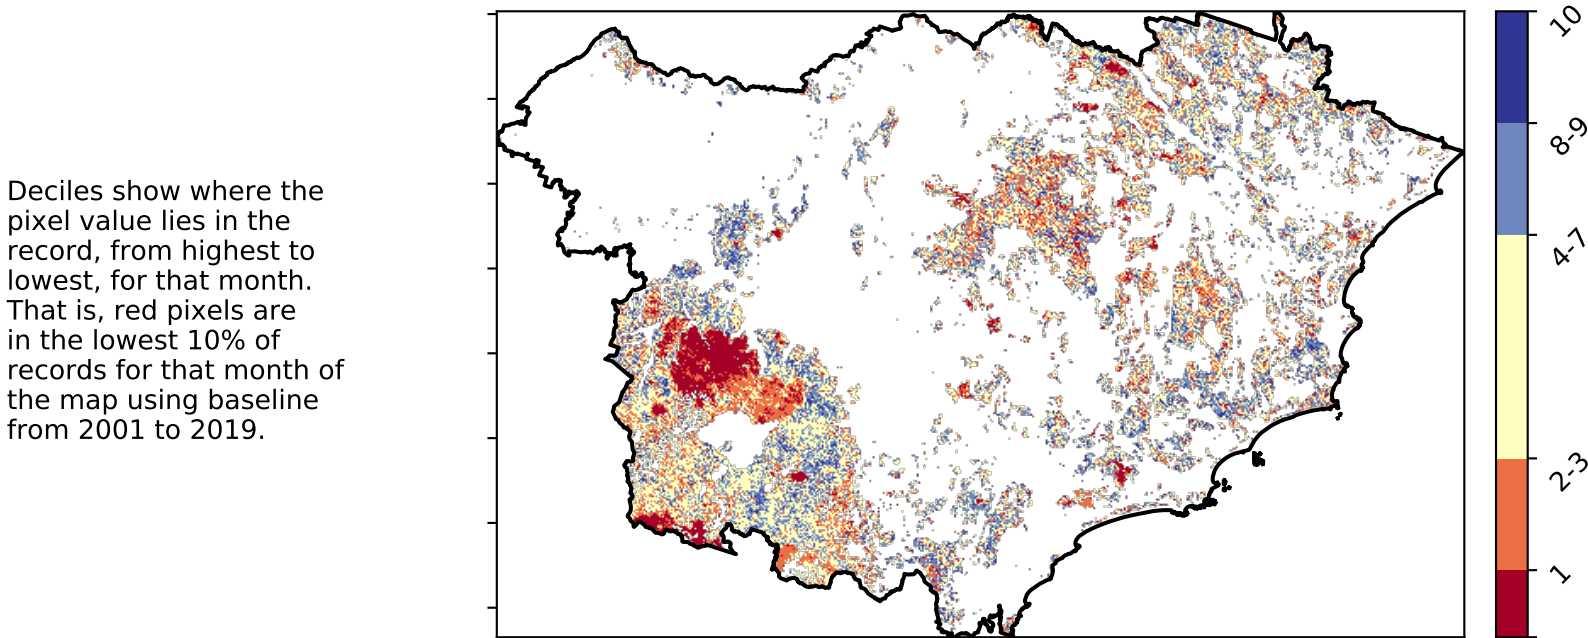 Deciles show where the
pixel value lies in the
record, from highest to
lowest, for that month.
That is, red pixels are
in the lowest 10% of
records for that month of
the map using baseline
from 2001 to 2019.
10
8-9
4-7
2-3
1